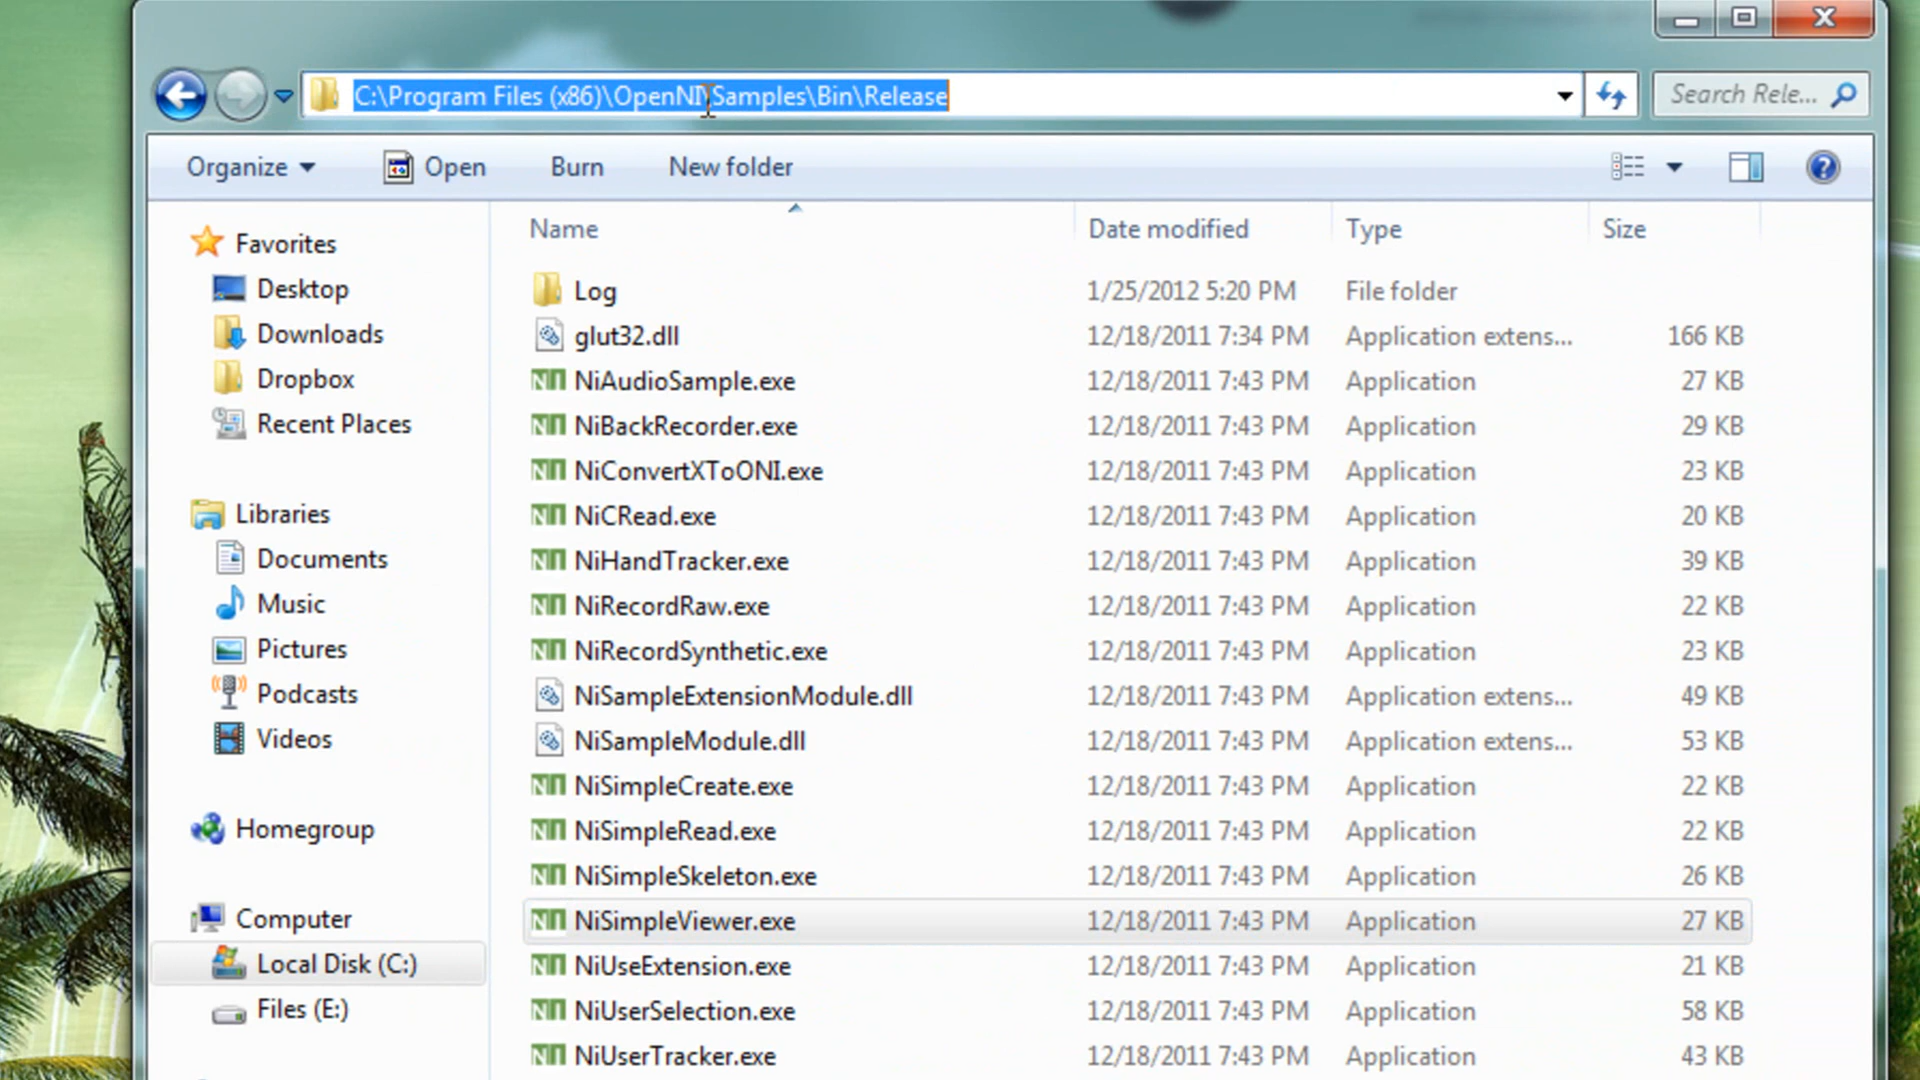 C:\Program Files (x86)\OpenNI\Samples\Bin\Release
Search Rele...
Organize
Open
Burn
New folder
Name
Date modified
Type
Size
Favorites
Desktop
Downloads
Dropbox
Recent Places
Libraries
Documents
Music
Pictures
Podcasts
Videos
Homegroup
Computer
Local Disk (C:)
Files (E:)
Log 1/25/2012 5:20 PM File folder
glut32.dll 12/18/2011 7:34 PM Application extens... 166 KB
NiAudioSample.exe 12/18/2011 7:43 PM Application 27 KB
NiBackRecorder.exe 12/18/2011 7:43 PM Application 29 KB
NiConvertXToONI.exe 12/18/2011 7:43 PM Application 23 KB
NiCRead.exe 12/18/2011 7:43 PM Application 20 KB
NiHandTracker.exe 12/18/2011 7:43 PM Application 39 KB
NiRecordRaw.exe 12/18/2011 7:43 PM Application 22 KB
NiRecordSynthetic.exe 12/18/2011 7:43 PM Application 23 KB
NiSampleExtensionModule.dll 12/18/2011 7:43 PM Application extens... 49 KB
NiSampleModule.dll 12/18/2011 7:43 PM Application extens... 53 KB
NiSimpleCreate.exe 12/18/2011 7:43 PM Application 22 KB
NiSimpleRead.exe 12/18/2011 7:43 PM Application 22 KB
NiSimpleSkeleton.exe 12/18/2011 7:43 PM Application 26 KB
NiSimpleViewer.exe 12/18/2011 7:43 PM Application 27 KB
NiUseExtension.exe 12/18/2011 7:43 PM Application 21 KB
NiUserSelection.exe 12/18/2011 7:43 PM Application 58 KB
NiUserTracker.exe 12/18/2011 7:43 PM Application 43 KB